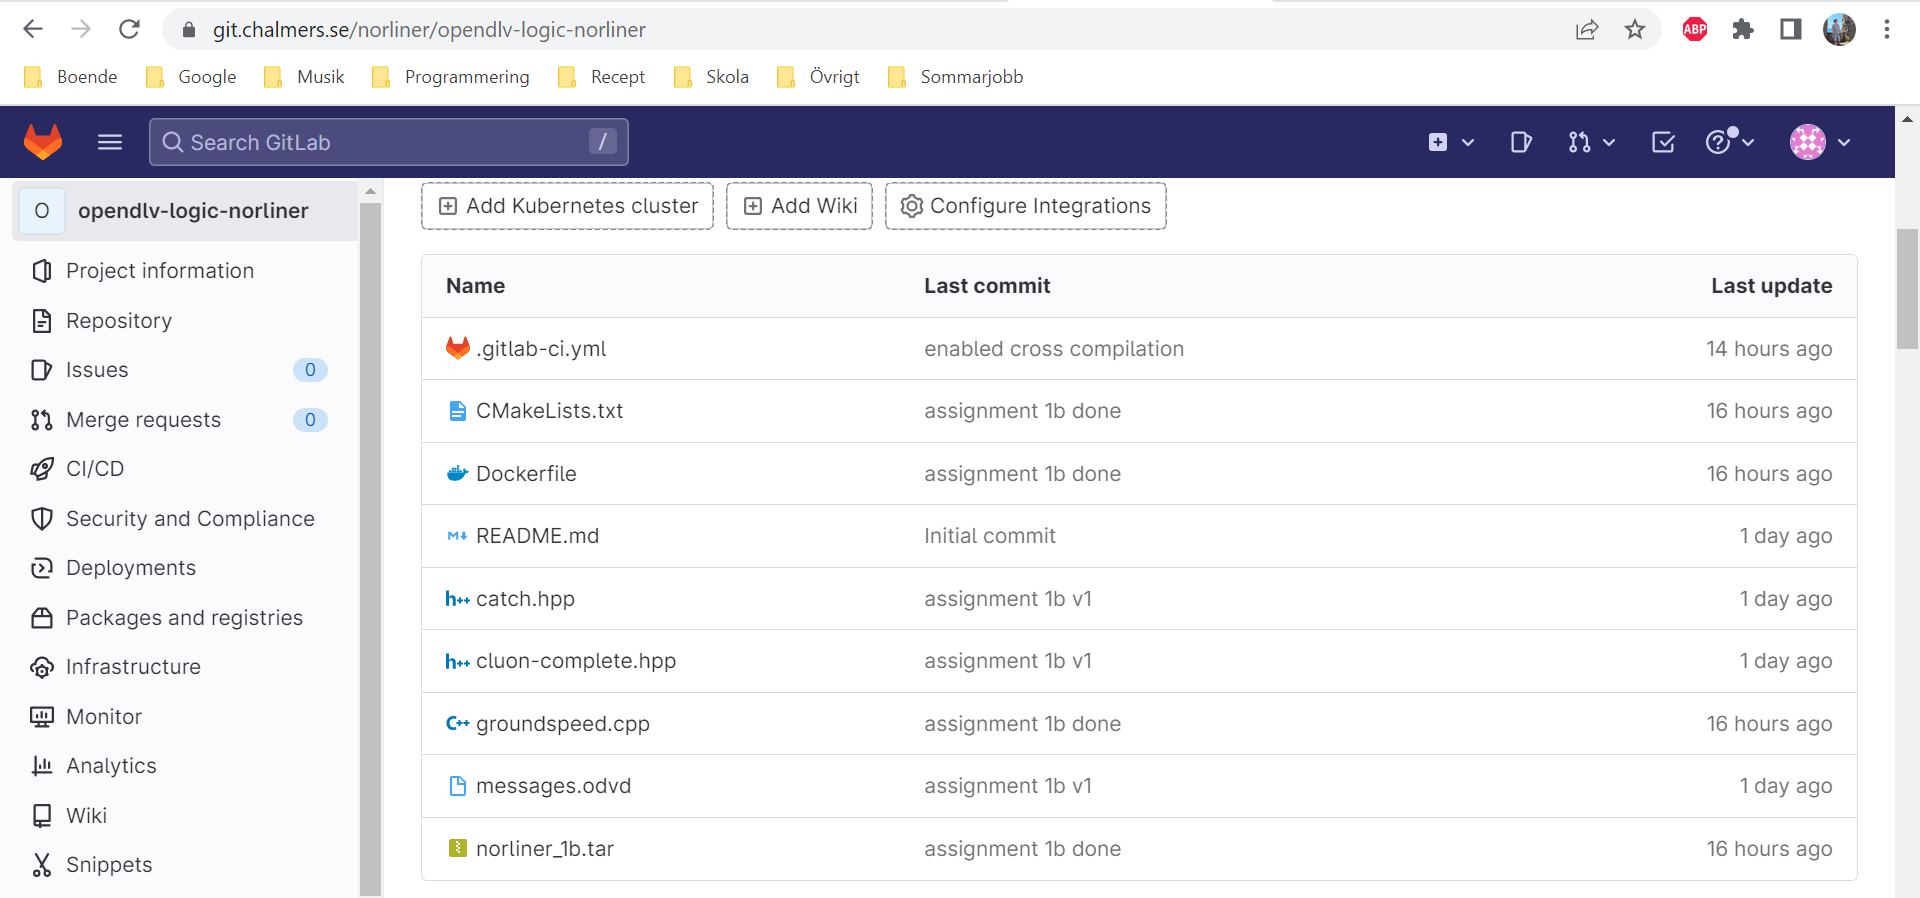 git.chalmers.se/norliner/opendlv-logic-norliner
ABP
Boende Google Musik Programmering Recept Skola Övrigt Sommarjobb
Search GitLab /
O opendlv-logic-norliner
Project information
Repository
Issues 0
Merge requests 0
CI/CD
Security and Compliance
Deployments
Packages and registries
Infrastructure
Monitor
Analytics
Wiki
Snippets
Add Kubernetes cluster Add Wiki Configure Integrations
Name Last commit Last update
.gitlab-ci.yml enabled cross compilation 14 hours ago
CMakeLists.txt assignment 1b done 16 hours ago
Dockerfile assignment 1b done 16 hours ago
M↓ README.md Initial commit 1 day ago
h++ catch.hpp assignment 1b v1 1 day ago
h++ cluon-complete.hpp assignment 1b v1 1 day ago
C++ groundspeed.cpp assignment 1b done 16 hours ago
messages.odvd assignment 1b v1 1 day ago
norliner_1b.tar assignment 1b done 16 hours ago